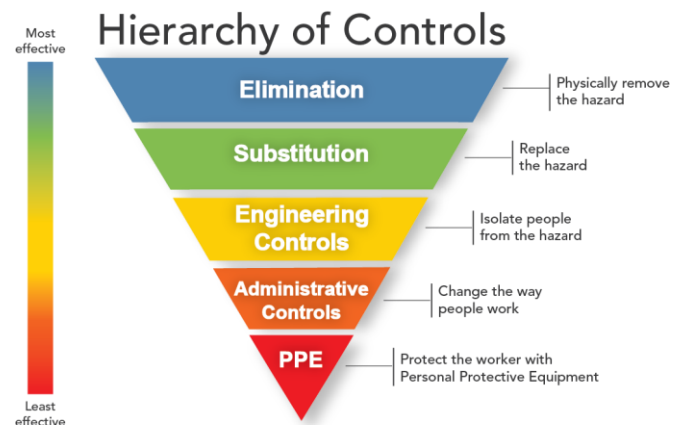 Hierarchy of Controls
Most
effective
Elimination
Physically remove
the hazard
Substitution
Replace
the hazard
Engineering
Controls
Isolate people
from the hazard
Administrative
Controls
Change the way
people work
PPE
Protect the worker with
Personal Protective Equipment
Least
effective